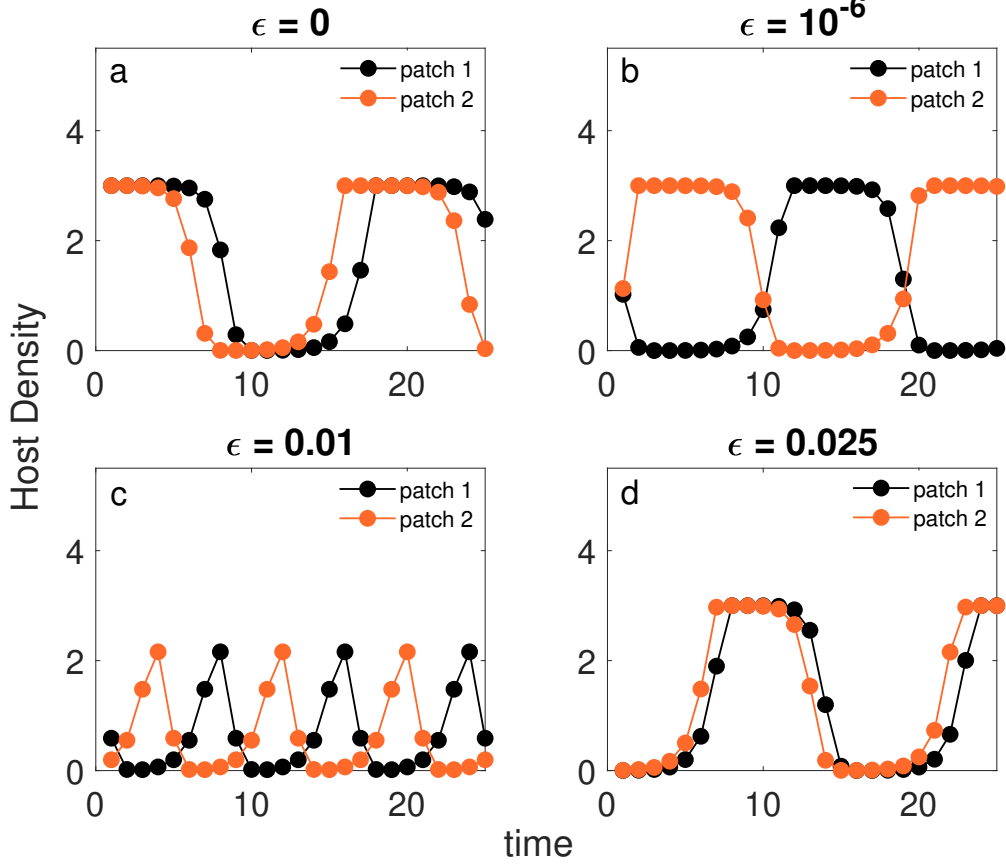 ϵ = 0
a
patch 1
patch 2
4
2
0
0
10
20
ϵ = 10-6
b
patch 1
patch 2
4
2
0
0
10
20
Host Density
ϵ = 0.01
c
patch 1
patch 2
4
2
0
0
10
20
ϵ = 0.025
d
patch 1
patch 2
4
2
0
0
10
20
time